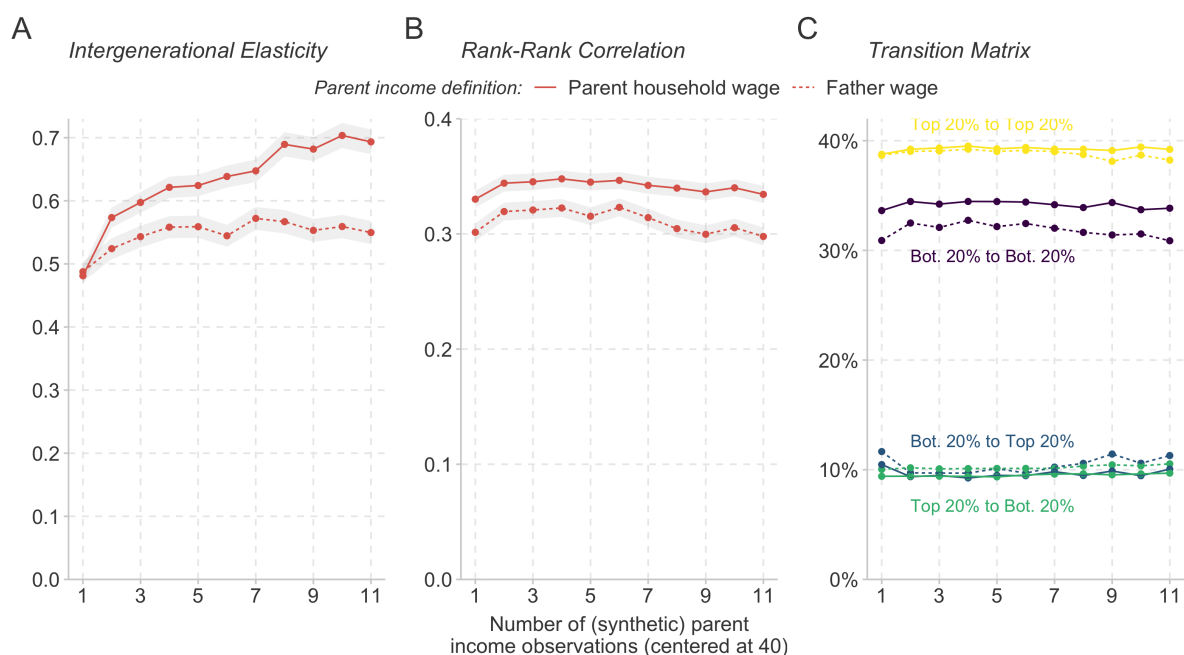 A
B
C
Intergenerational Elasticity
Rank-Rank Correlation
Transition Matrix
Parent income definition: Parent household wage Father wage
0.7
0.6
0.5
0.4
0.3
0.2
0.1
0.0
1 3 5 7 9 11
0.4
0.3
0.2
0.1
0.0
1 3 5 7 9 11
Number of (synthetic) parent
income observations (centered at 40)
40%
30%
20%
10%
0%
Top 20% to Top 20%
Bot. 20% to Bot. 20%
Bot. 20% to Top 20%
Top 20% to Bot. 20%
1 3 5 7 9 11